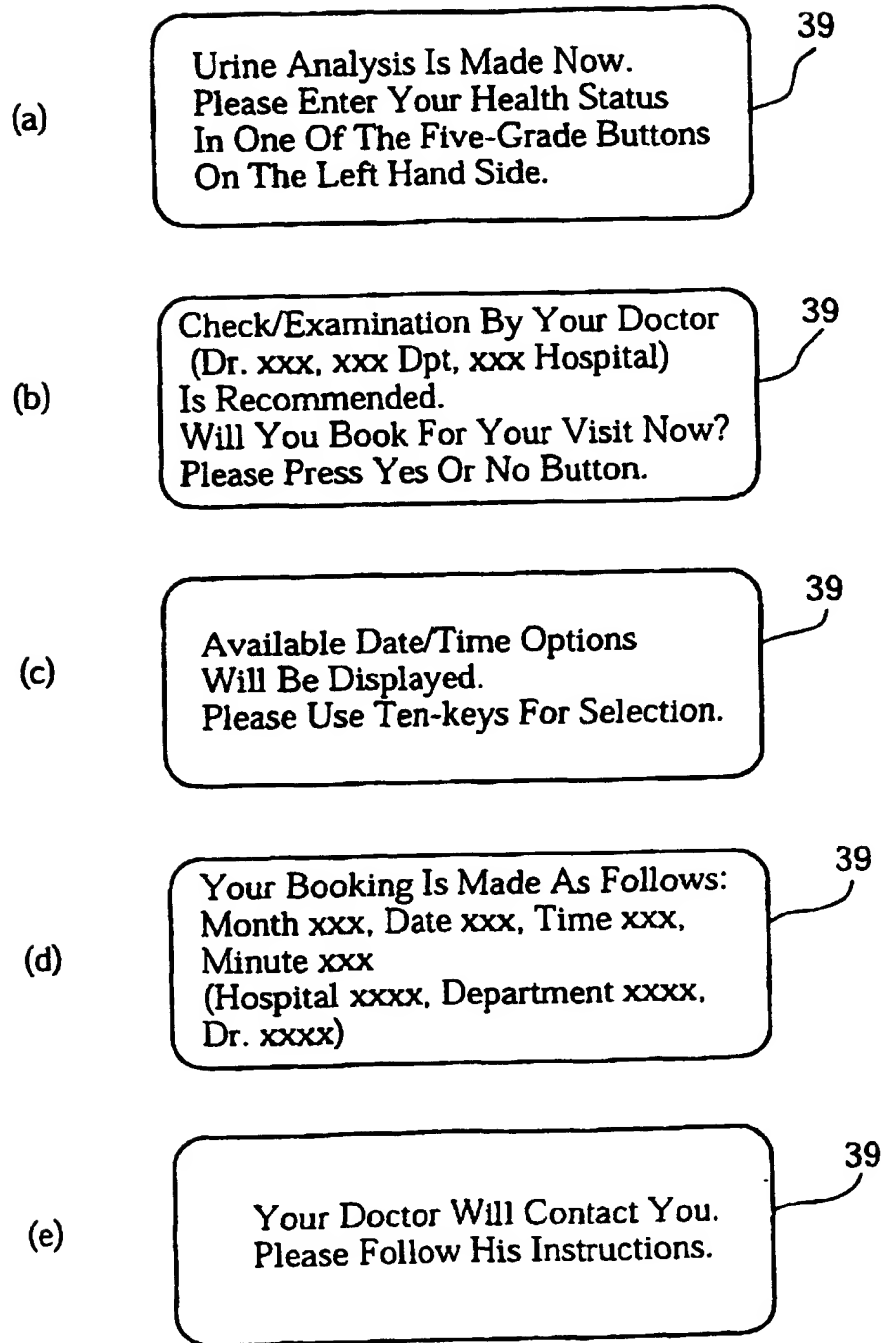 39
(a)
Urine Analysis Is Made Now.
Please Enter Your Health Status
In One Of The Five-Grade Buttons
On The Left Hand Side.
39
(b)
Check/Examination By Your Doctor
(Dr. xxx, xxx Dpt, xxx Hospital)
Is Recommended.
Will You Book For Your Visit Now?
Please Press Yes Or No Button.
39
(c)
Available Date/Time Options
Will Be Displayed.
Please Use Ten-keys For Selection.
39
(d)
Your Booking Is Made As Follows:
Month xxx, Date xxx, Time xxx,
Minute xxx
(Hospital xxxx, Department xxxx,
Dr. xxxx)
39
(e)
Your Doctor Will Contact You.
Please Follow His Instructions.